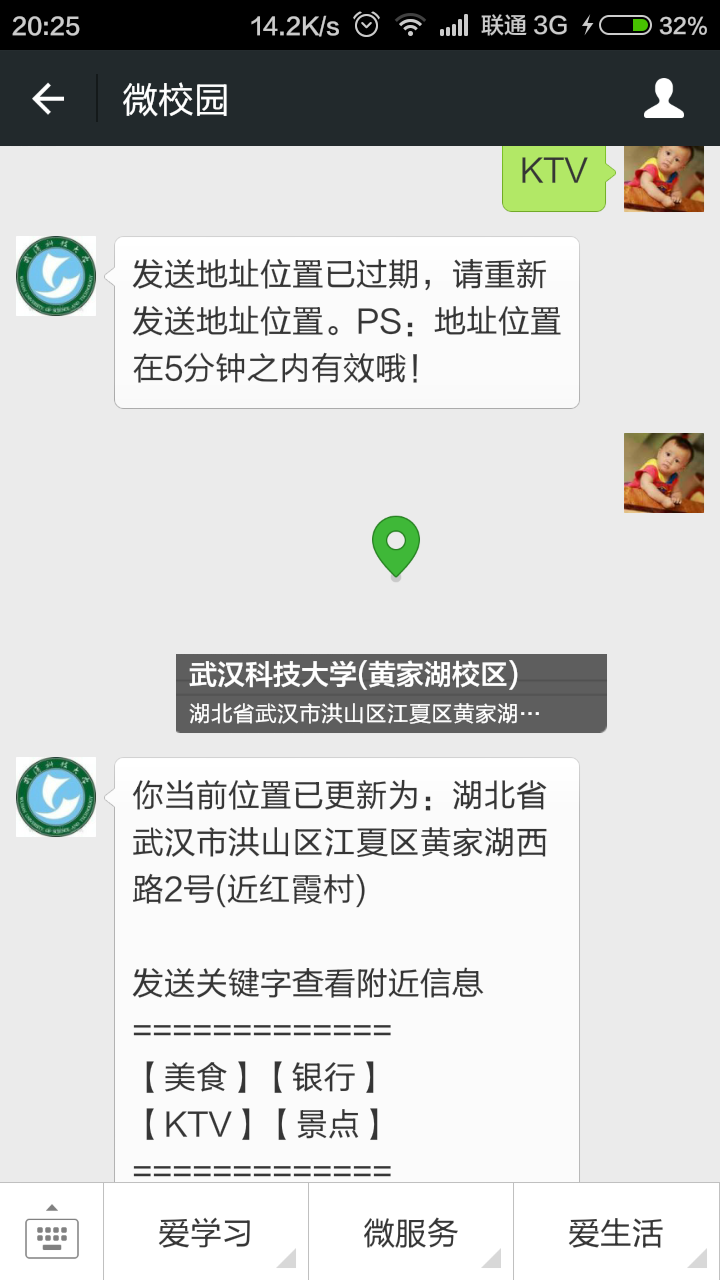 20:25 14.2K/s 联通 3G 32%
微校园
KTV
发送地址位置已过期，请重新
发送地址位置。PS：地址位置
在5分钟之内有效哦！
武汉科技大学(黄家湖校区)
湖北省武汉市洪山区江夏区黄家湖…
你当前位置已更新为：湖北省
武汉市洪山区江夏区黄家湖西
路2号(近红霞村)
发送关键字查看附近信息
=============
【美食】【银行】
【KTV】【景点】
=============
爱学习 微服务 爱生活